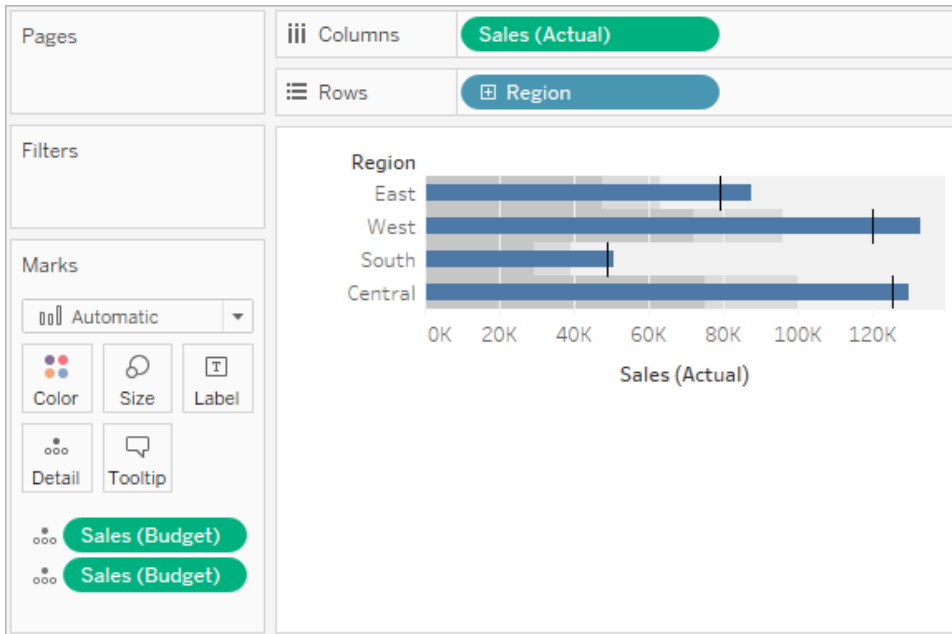 Pages
Columns
Sales (Actual)
Rows
Region
Filters
Marks
Automatic
Color
Size
T
Label
Detail
Tooltip
Sales (Budget)
Sales (Budget)
Region
East
West
South
Central
0K 20K 40K 60K 80K 100K 120K
Sales (Actual)